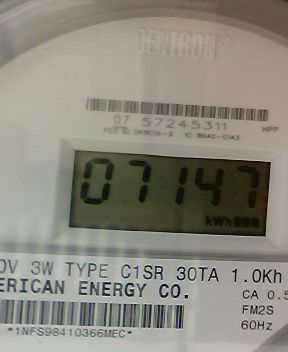 CENTRON®
07 57245311
HPP
07147
kWh
0V 3W TYPE C1SR 30TA 1.0Kh
ERICAN ENERGY CO.
CA 0.5
FM2S
60Hz
*1NFS98410366MEC*